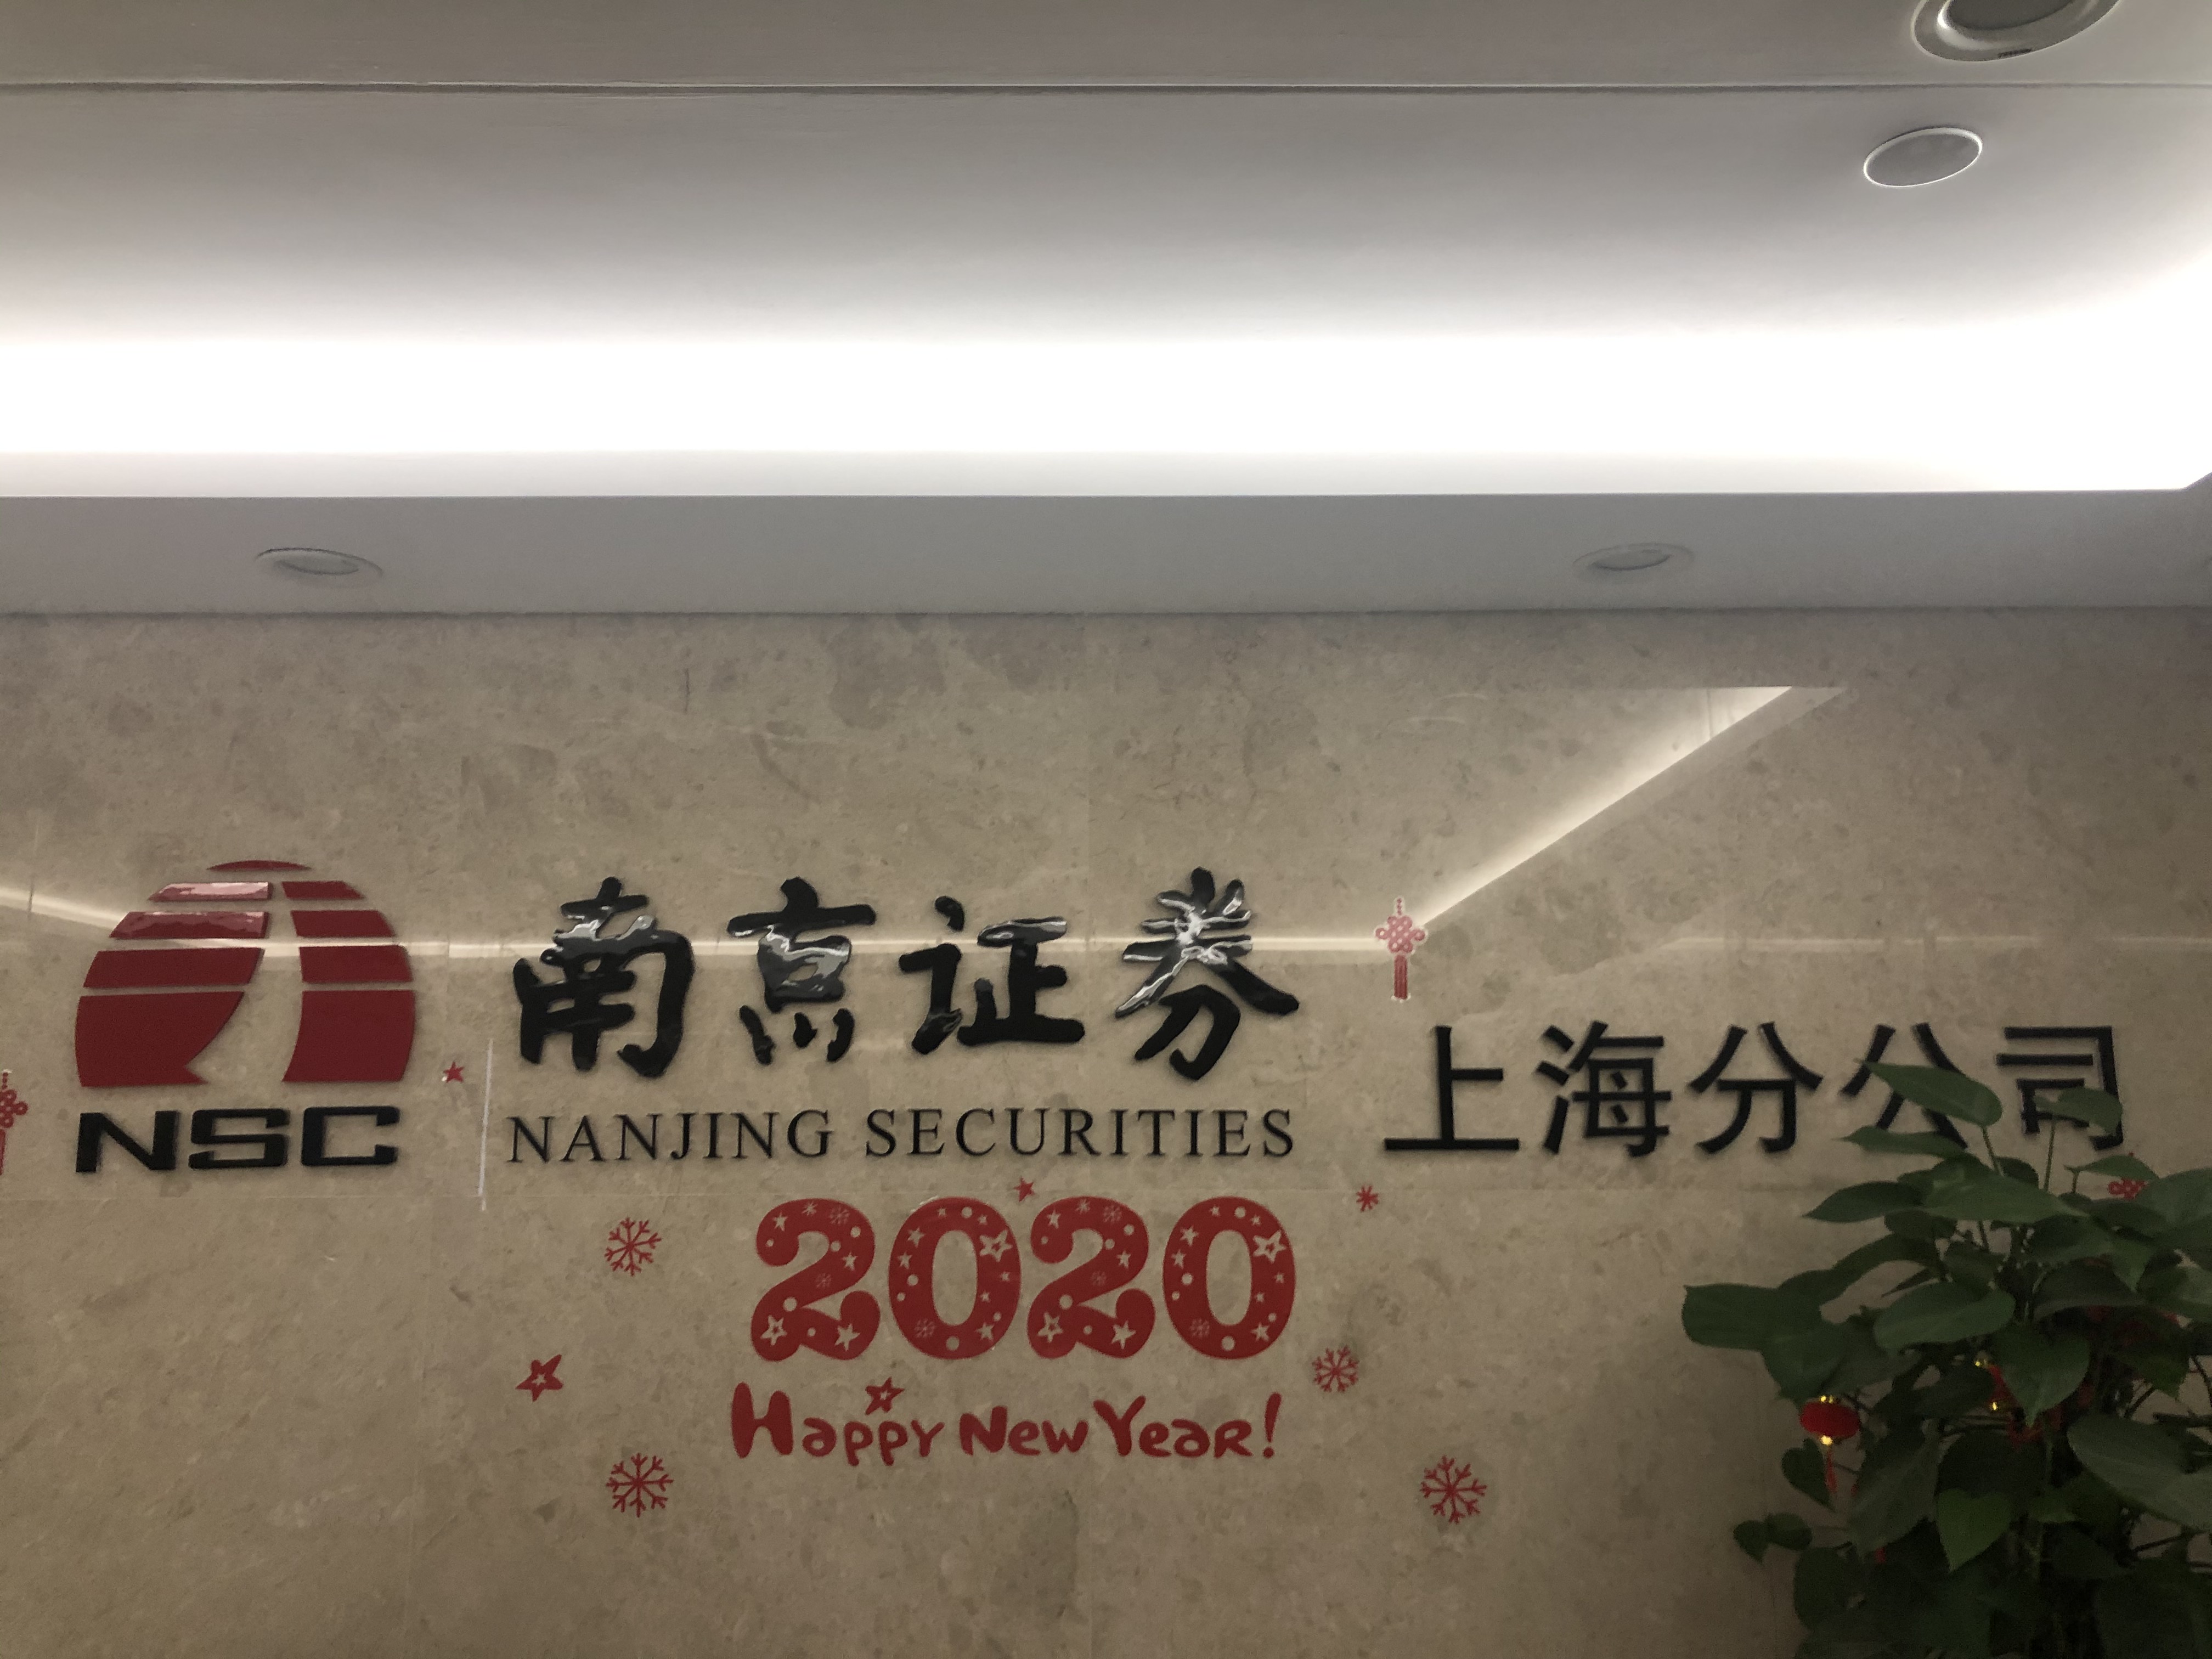 南京证券
NSC
NANJING SECURITIES
上海分公司
2020
Happy New Year!